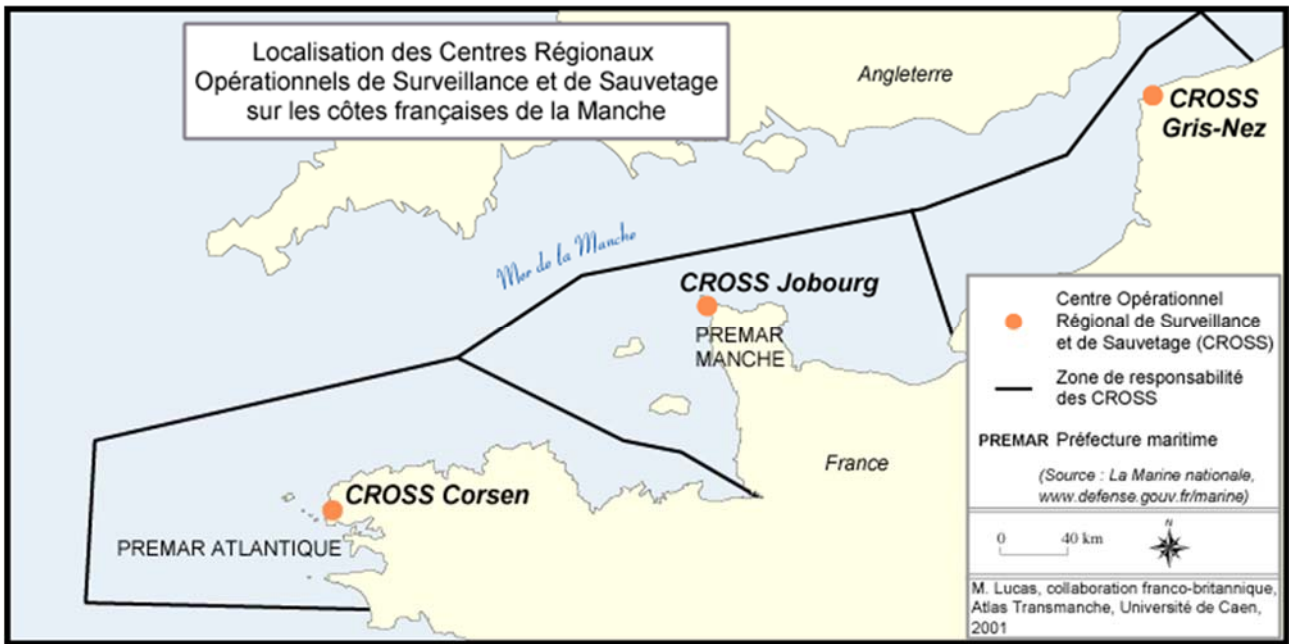 Localisation des Centres Régionaux
Opérationnels de Surveillance et de Sauvetage
sur les côtes françaises de la Manche
Angleterre
CROSS
Gris-Nez
Mer de la Manche
CROSS Jobourg
PREMAR
MANCHE
France
CROSS Corsen
PREMAR ATLANTIQUE
Centre Opérationnel
Régional de Surveillance
et de Sauvetage (CROSS)
Zone de responsabilité
des CROSS
PREMAR Préfecture maritime
(Source : La Marine nationale,
www.defense.gouv.fr/marine)
N
0 40 km
M. Lucas, collaboration franco-britannique,
Atlas Transmanche, Université de Caen,
2001